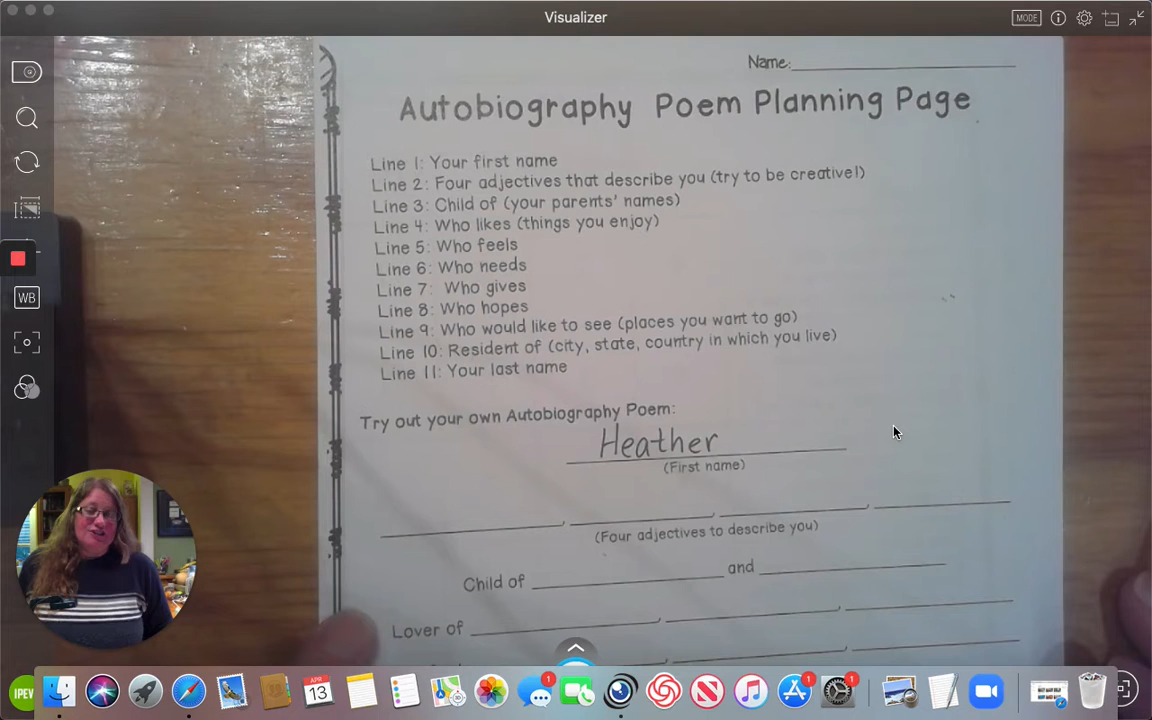 Visualizer
MODE
Name:
Autobiography Poem Planning Page
Line 1: Your first name
Line 2: Four adjectives that describe you (try to be creative!)
Line 3: Child of (your parents' names)
Line 4: Who likes (things you enjoy)
Line 5: Who feels
Line 6: Who needs
Line 7: Who gives
Line 8: Who hopes
Line 9: Who would like to see (places you want to go)
Line 10: Resident of (city, state, country in which you live)
Line 11: Your last name
WB
Try out your own Autobiography Poem:
Heather
(First name)
, , ,
(Four adjectives to describe you)
Child of and
Lover of , ,
IPEV
APR
13
1
1
1